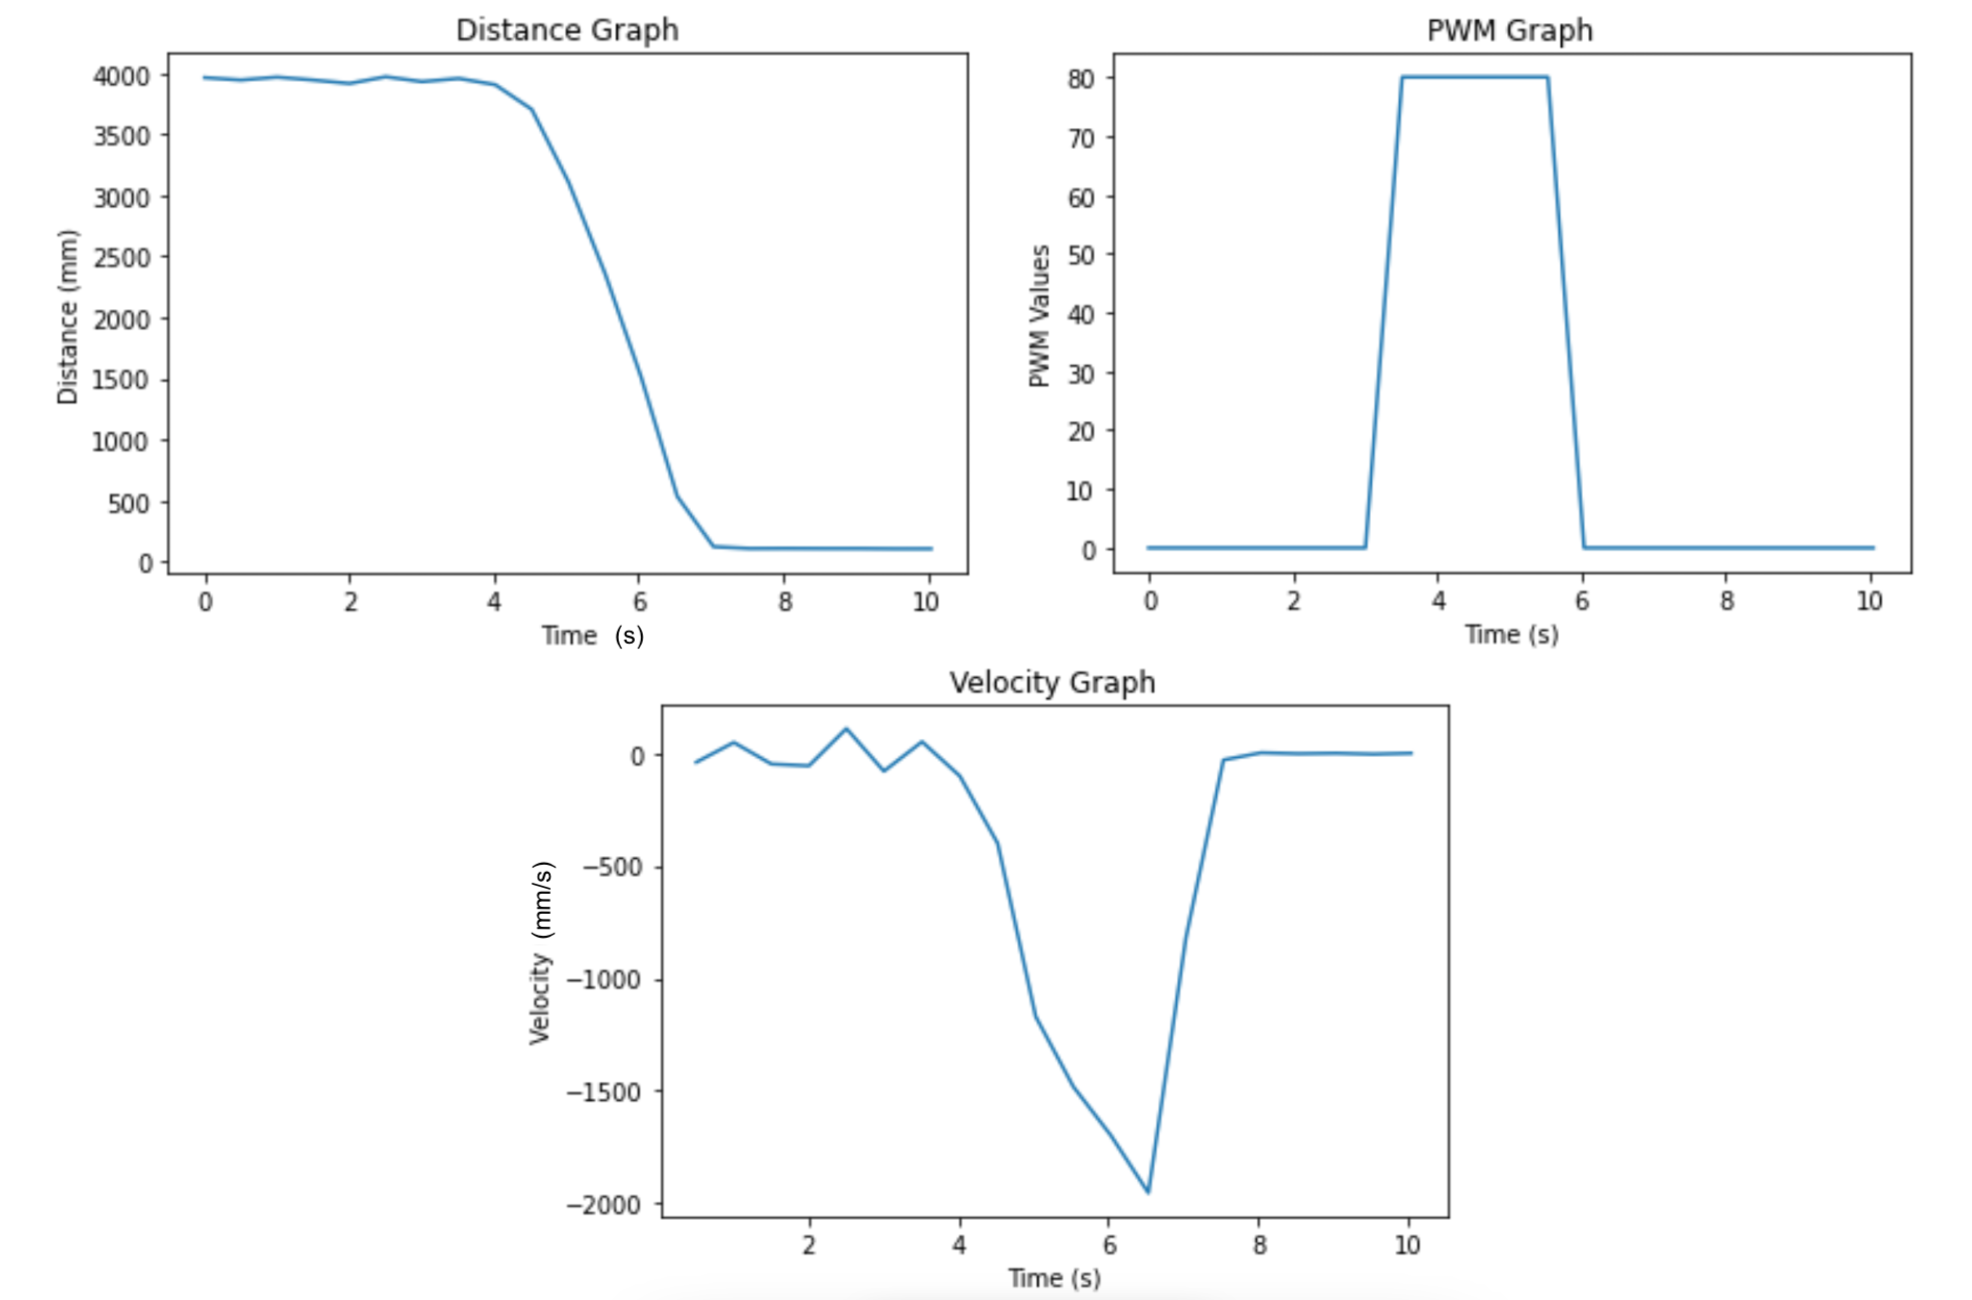 Distance Graph
4000
3500
3000
2500
2000
1500
1000
500
0
Distance (mm)
0 2 4 6 8 10
Time (s)
PWM Graph
80
70
60
50
40
30
20
10
0
PWM Values
0 2 4 6 8 10
Time (s)
Velocity Graph
0
−500
−1000
−1500
−2000
Velocity (mm/s)
2 4 6 8 10
Time (s)